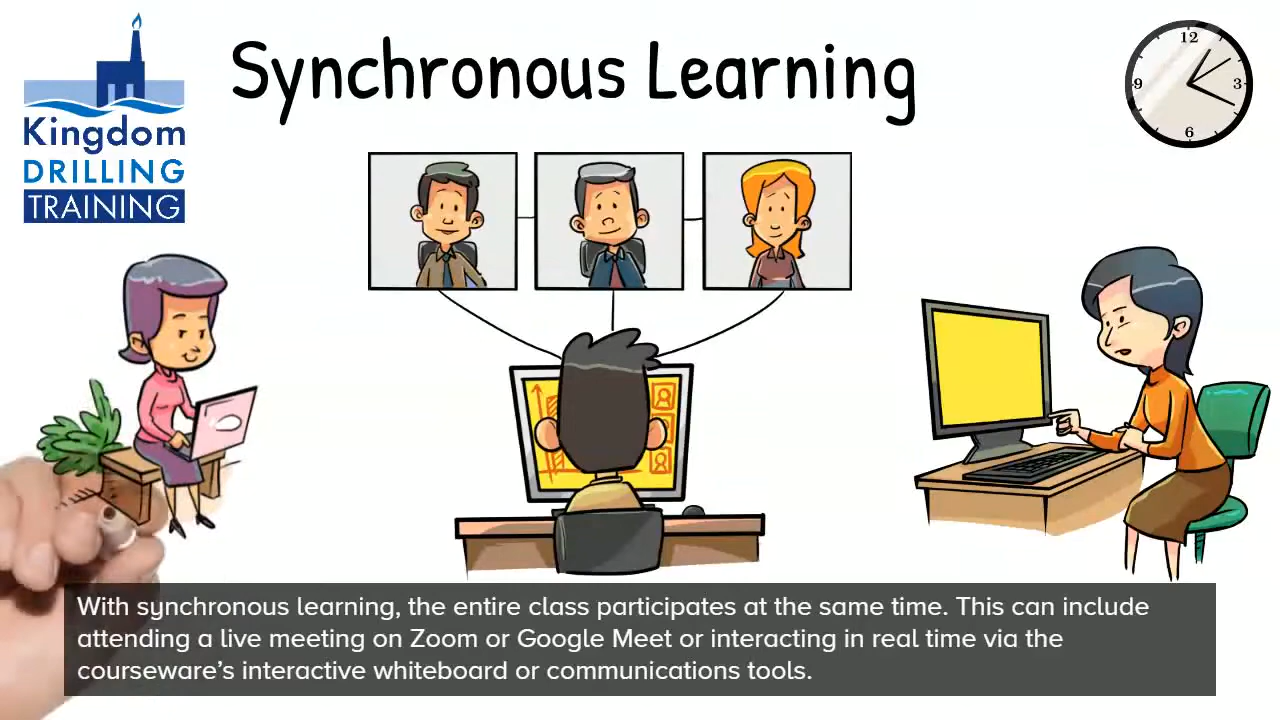 Synchronous Learning
Kingdom
DRILLING
TRAINING
12
9
3
6
With synchronous learning, the entire class participates at the same time. This can include
attending a live meeting on Zoom or Google Meet or interacting in real time via the
courseware's interactive whiteboard or communications tools.